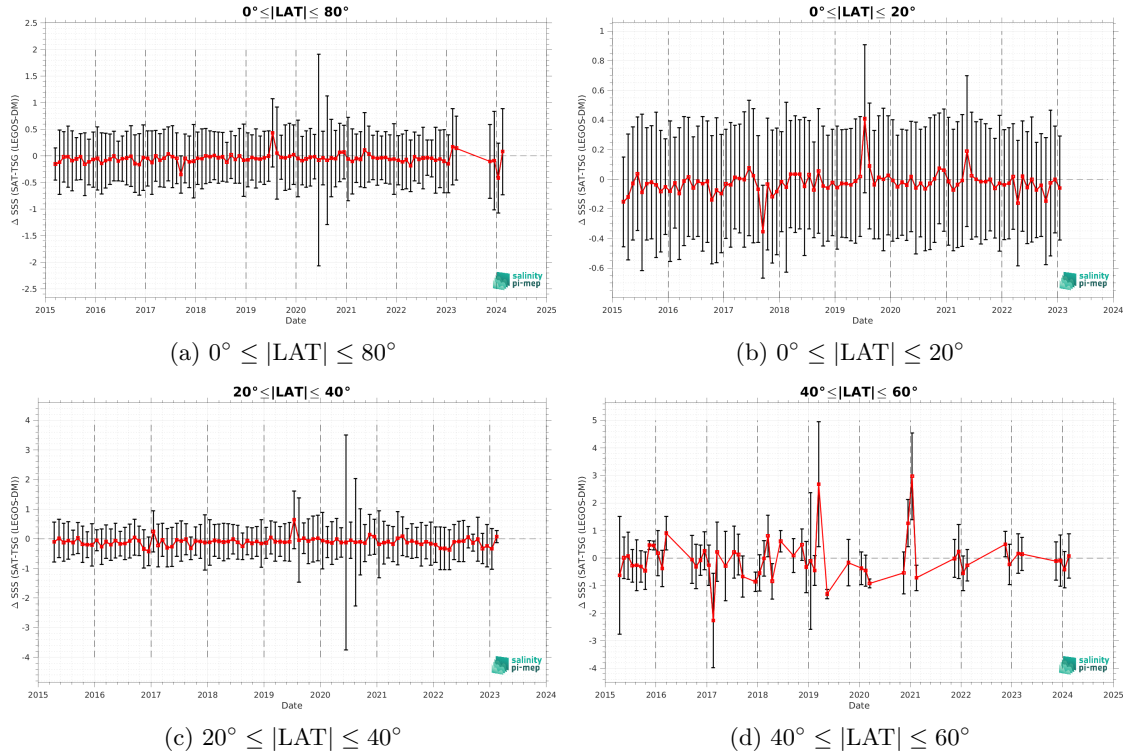 0°≤|LAT|≤ 80°
Δ SSS (SAT-TSG (LEGOS-DM))
2.5
2
1.5
1
0.5
0
-0.5
-1
-1.5
-2
-2.5
2015 2016 2017 2018 2019 2020 2021 2022 2023 2024 2025
Date
salinity
pi-mep
(a) 0° ≤ |LAT| ≤ 80°
0°≤|LAT|≤ 20°
Δ SSS (SAT-TSG (LEGOS-DM))
1
0.8
0.6
0.4
0.2
0
-0.2
-0.4
-0.6
2015 2016 2017 2018 2019 2020 2021 2022 2023 2024
Date
salinity
pi-mep
(b) 0° ≤ |LAT| ≤ 20°
20°≤|LAT|≤ 40°
Δ SSS (SAT-TSG (LEGOS-DM))
4
3
2
1
0
-1
-2
-3
-4
2015 2016 2017 2018 2019 2020 2021 2022 2023 2024
Date
salinity
pi-mep
(c) 20° ≤ |LAT| ≤ 40°
40°≤|LAT|≤ 60°
Δ SSS (SAT-TSG (LEGOS-DM))
5
4
3
2
1
0
-1
-2
-3
-4
2015 2016 2017 2018 2019 2020 2021 2022 2023 2024 2025
Date
salinity
pi-mep
(d) 40° ≤ |LAT| ≤ 60°